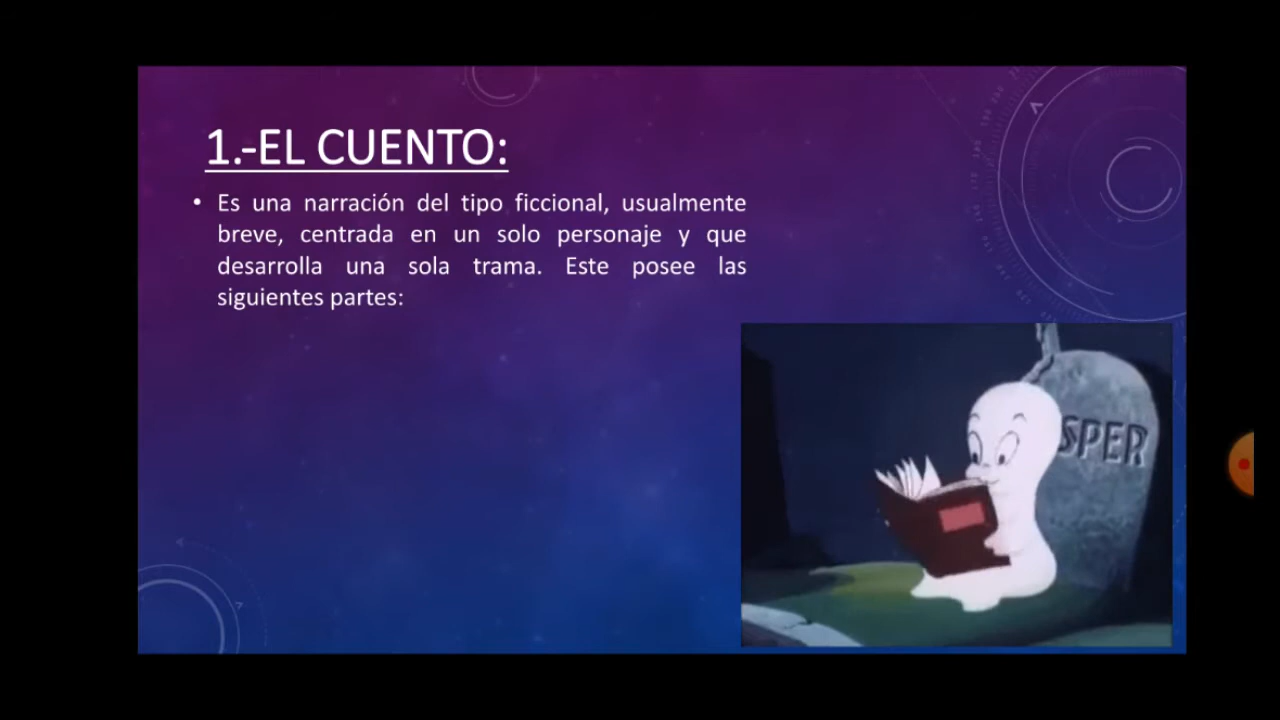 1.-EL CUENTO:
• Es una narración del tipo ficcional, usualmente
breve, centrada en un solo personaje y que
desarrolla una sola trama. Este posee las
siguientes partes:
SPER